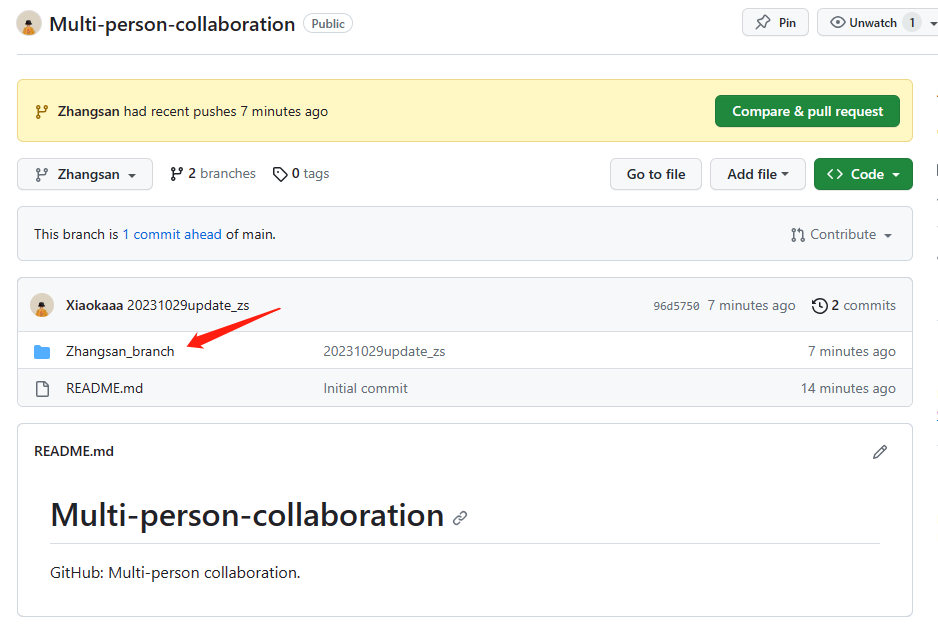 Multi-person-collaboration Public Pin Unwatch 1
Zhangsan had recent pushes 7 minutes ago Compare & pull request
Zhangsan 2 branches 0 tags Go to file Add file Code
This branch is 1 commit ahead of main. Contribute
Xiaokaaa 20231029update_zs 96d5750 7 minutes ago 2 commits
Zhangsan_branch 20231029update_zs 7 minutes ago
README.md Initial commit 14 minutes ago
README.md
Multi-person-collaboration
GitHub: Multi-person collaboration.